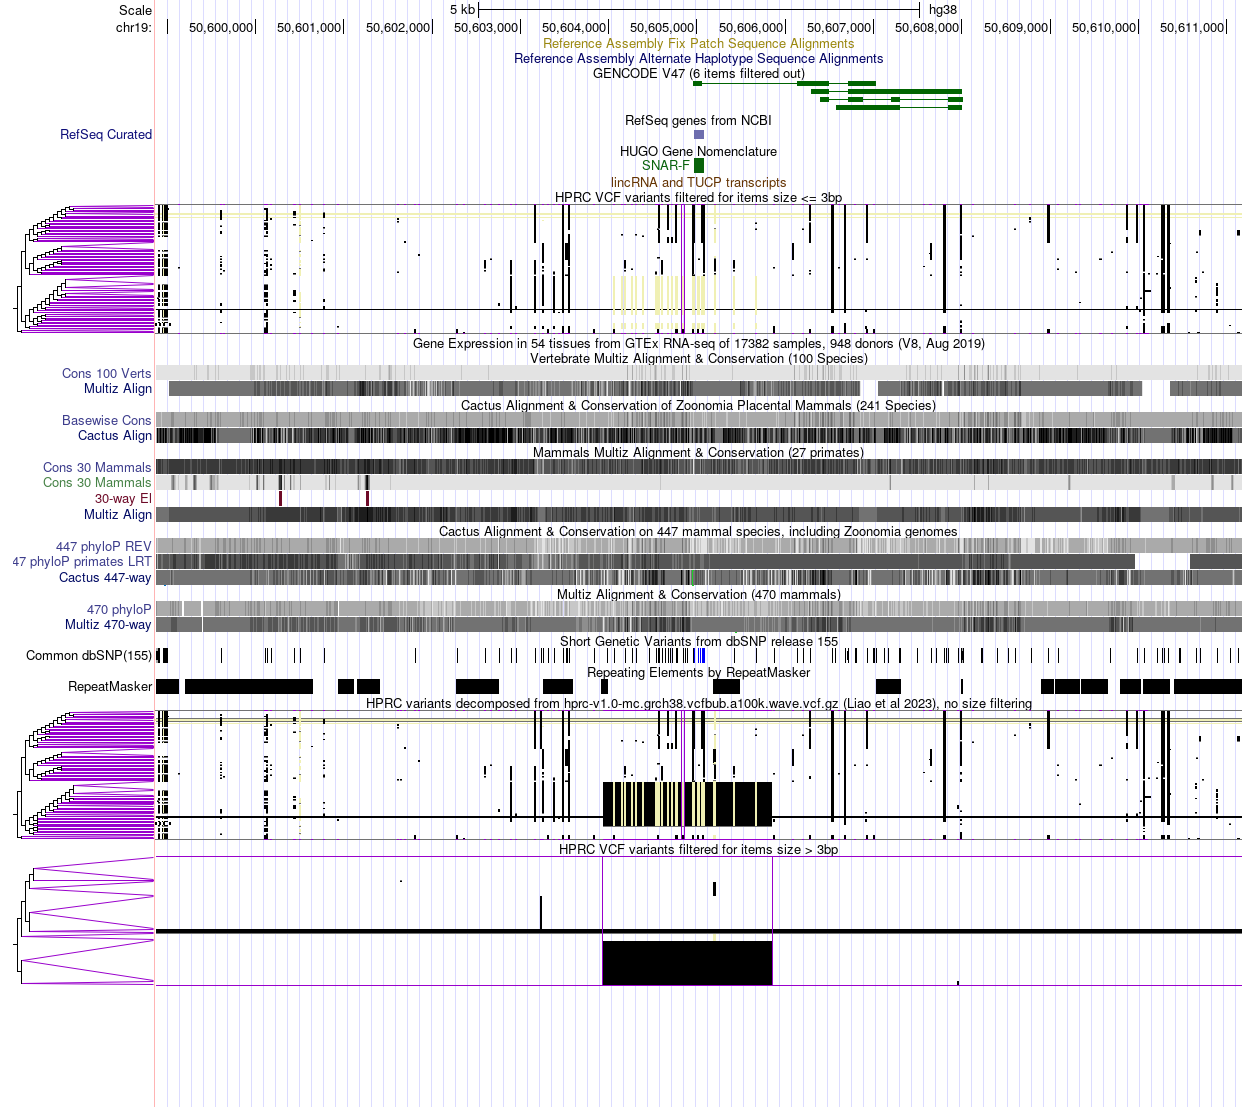 Scale 5 kb hg38
chr19: 50,600,000 50,601,000 50,602,000 50,603,000 50,604,000 50,605,000 50,606,000 50,607,000 50,608,000 50,609,000 50,610,000 50,611,000
Reference Assembly Fix Patch Sequence Alignments
Reference Assembly Alternate Haplotype Sequence Alignments
GENCODE V47 (6 items filtered out)
RefSeq genes from NCBI
RefSeq Curated
HUGO Gene Nomenclature
SNAR-F
lincRNA and TUCP transcripts
HPRC VCF variants filtered for items size <= 3bp
Gene Expression in 54 tissues from GTEx RNA-seq of 17382 samples, 948 donors (V8, Aug 2019)
Vertebrate Multiz Alignment & Conservation (100 Species)
Cons 100 Verts
Multiz Align
Cactus Alignment & Conservation of Zoonomia Placental Mammals (241 Species)
Basewise Cons
Cactus Align
Mammals Multiz Alignment & Conservation (27 primates)
Cons 30 Mammals
Cons 30 Mammals
30-way El
Multiz Align
Cactus Alignment & Conservation on 447 mammal species, including Zoonomia genomes
447 phyloP REV
47 phyloP primates LRT
Cactus 447-way
Multiz Alignment & Conservation (470 mammals)
470 phyloP
Multiz 470-way
Short Genetic Variants from dbSNP release 155
Common dbSNP(155)
Repeating Elements by RepeatMasker
RepeatMasker
HPRC variants decomposed from hprc-v1.0-mc.grch38.vcfbub.a100k.wave.vcf.gz (Liao et al 2023), no size filtering
HPRC VCF variants filtered for items size > 3bp